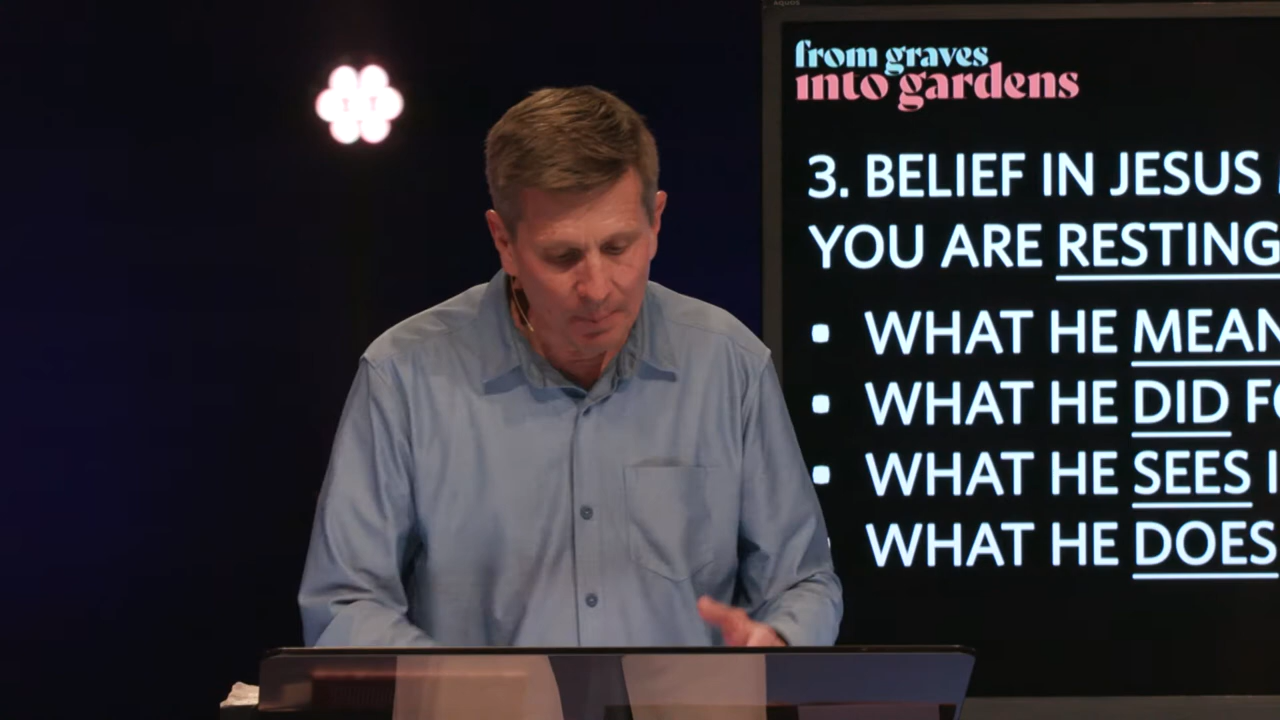 from graves
into gardens
3. BELIEF IN JESUS
YOU ARE RESTING
• WHAT HE MEAN
• WHAT HE DID
• WHAT HE SEES
WHAT HE DOES